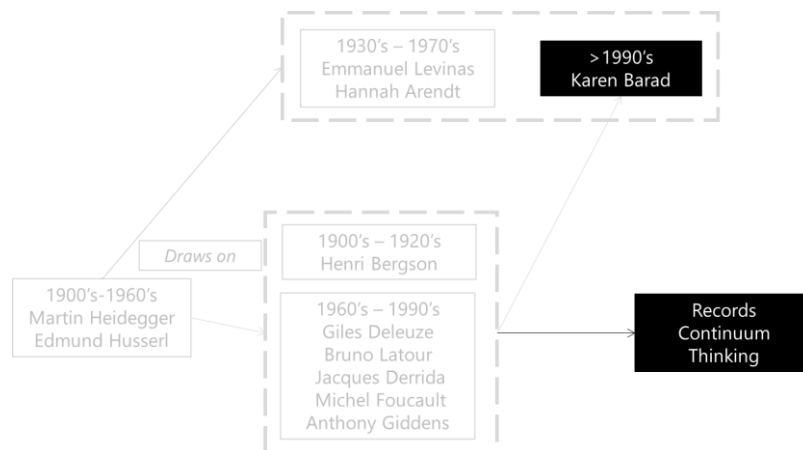 1930's – 1970's
Emmanuel Levinas
Hannah Arendt
>1990's
Karen Barad
Draws on
1900's – 1920's
Henri Bergson
1900's-1960's
Martin Heidegger
Edmund Husserl
1960's – 1990's
Giles Deleuze
Bruno Latour
Jacques Derrida
Michel Foucault
Anthony Giddens
Records
Continuum
Thinking